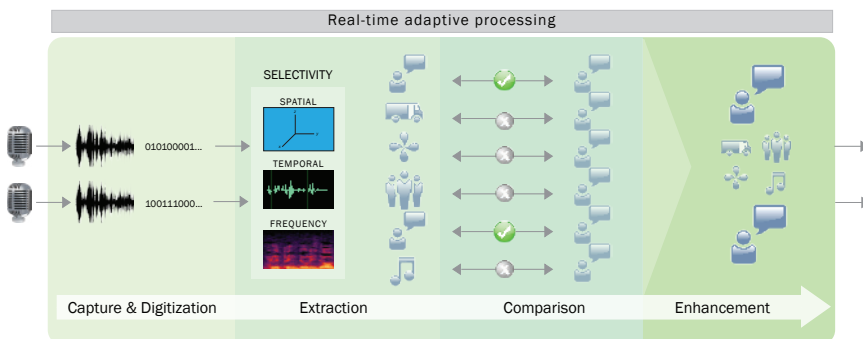 Real-time adaptive processing
SELECTIVITY
SPATIAL
010100001...
TEMPORAL
100111000...
FREQUENCY
Capture & Digitization
Extraction
Comparison
Enhancement